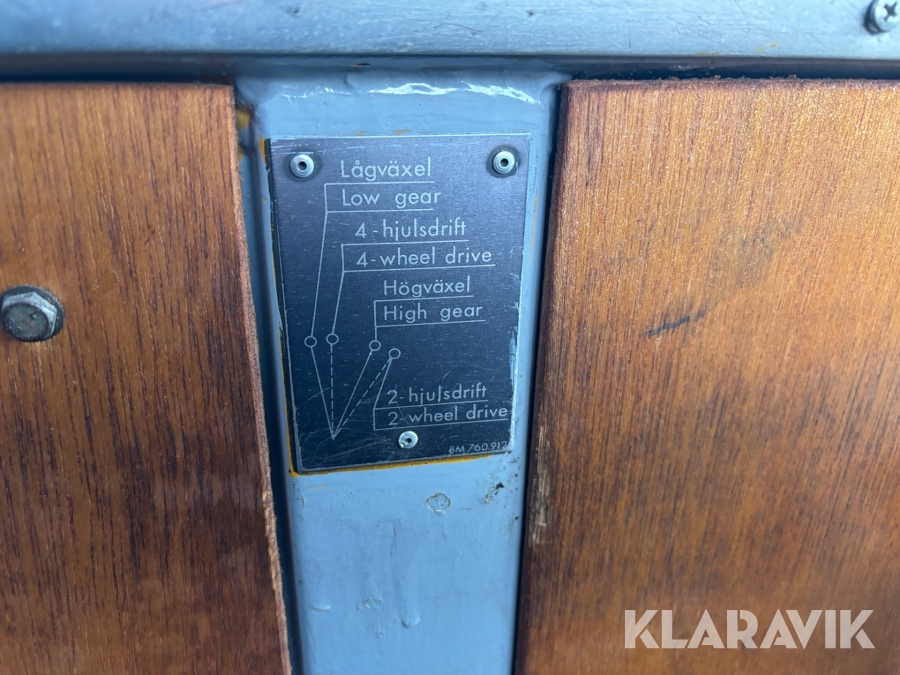 Lågväxel
Low gear
4-hjulsdrift
4-wheel drive
Högväxel
High gear
2-hjulsdrift
2-wheel drive
BM 760 912
KLARAVIK